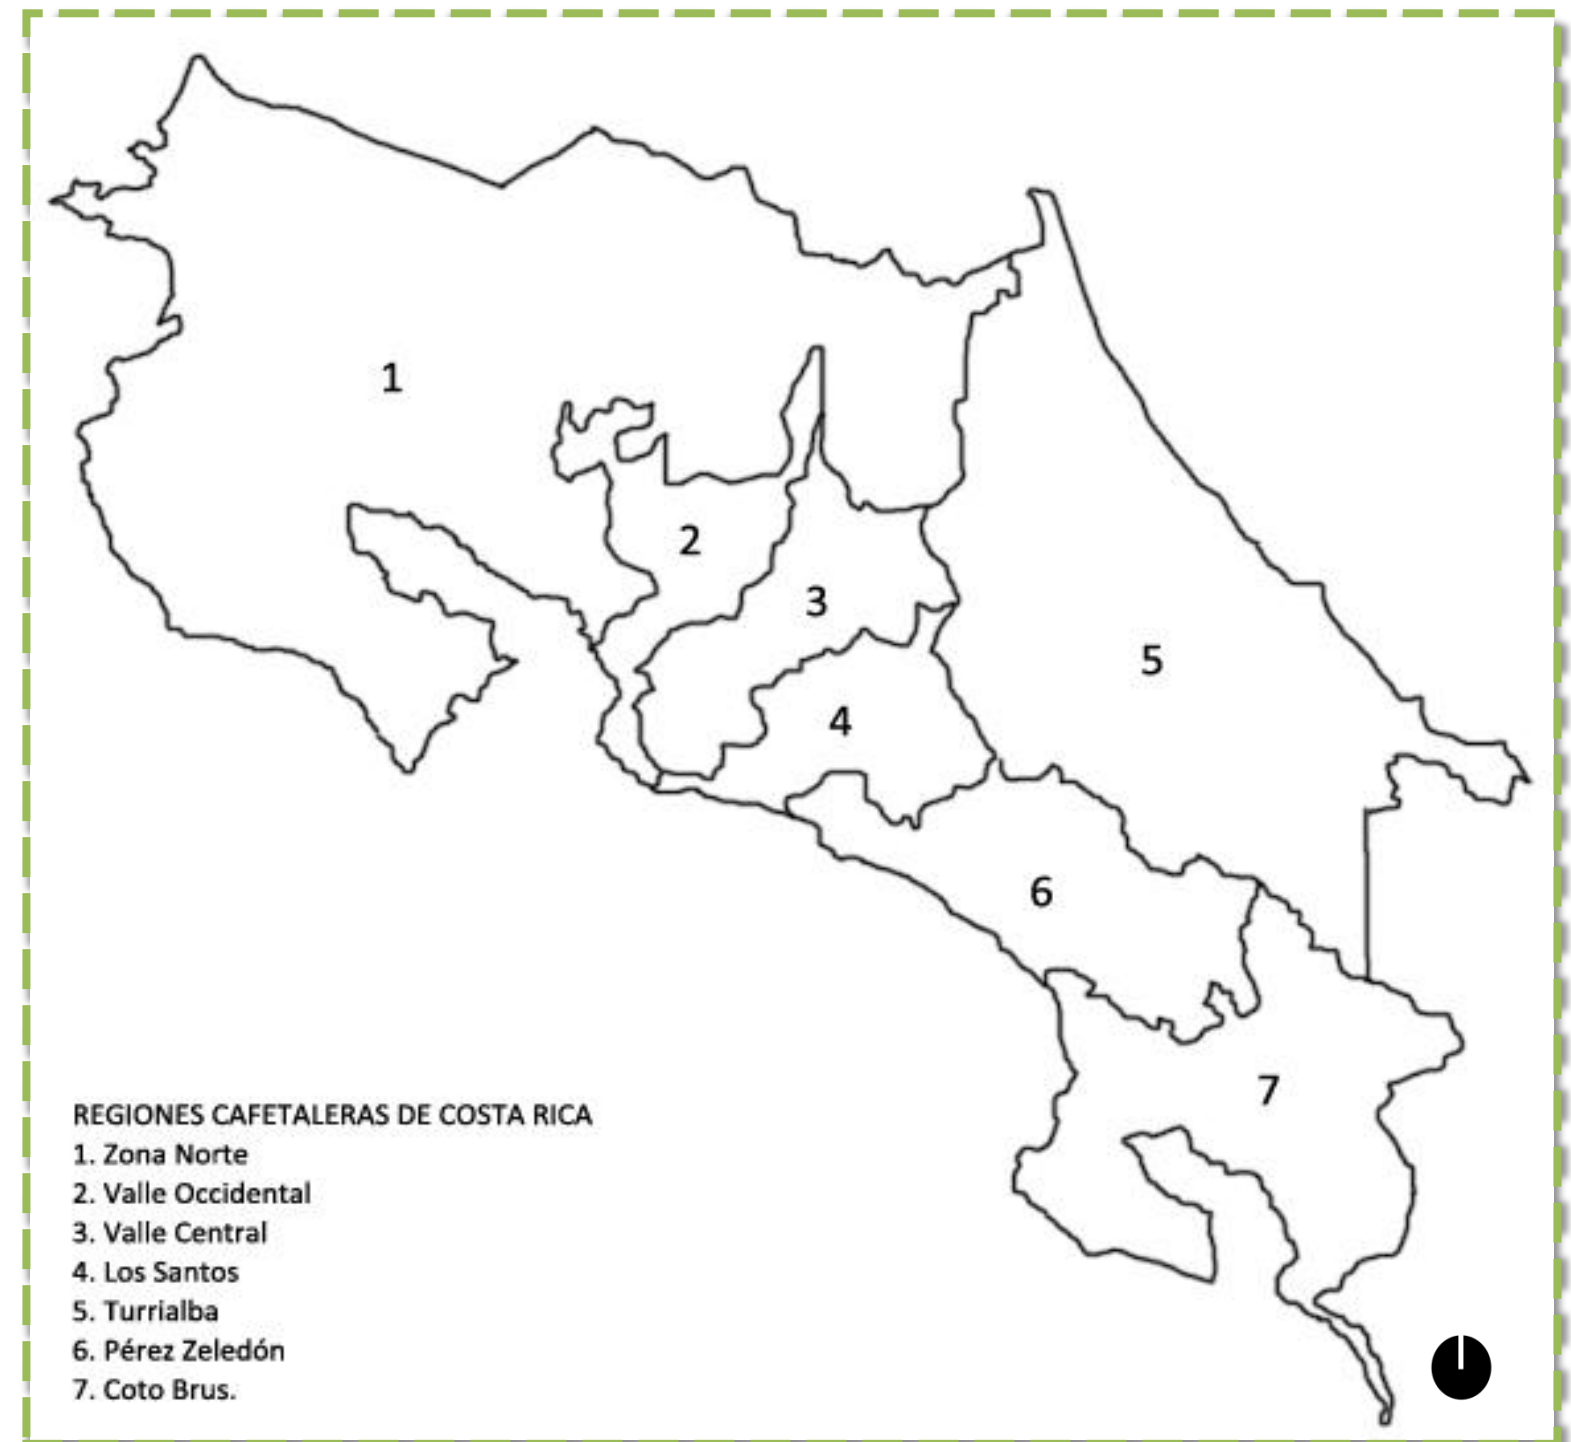 1
2
3
5
4
6
7
REGIONES CAFETALERAS DE COSTA RICA
1. Zona Norte
2. Valle Occidental
3. Valle Central
4. Los Santos
5. Turrialba
6. Pérez Zeledón
7. Coto Brus.